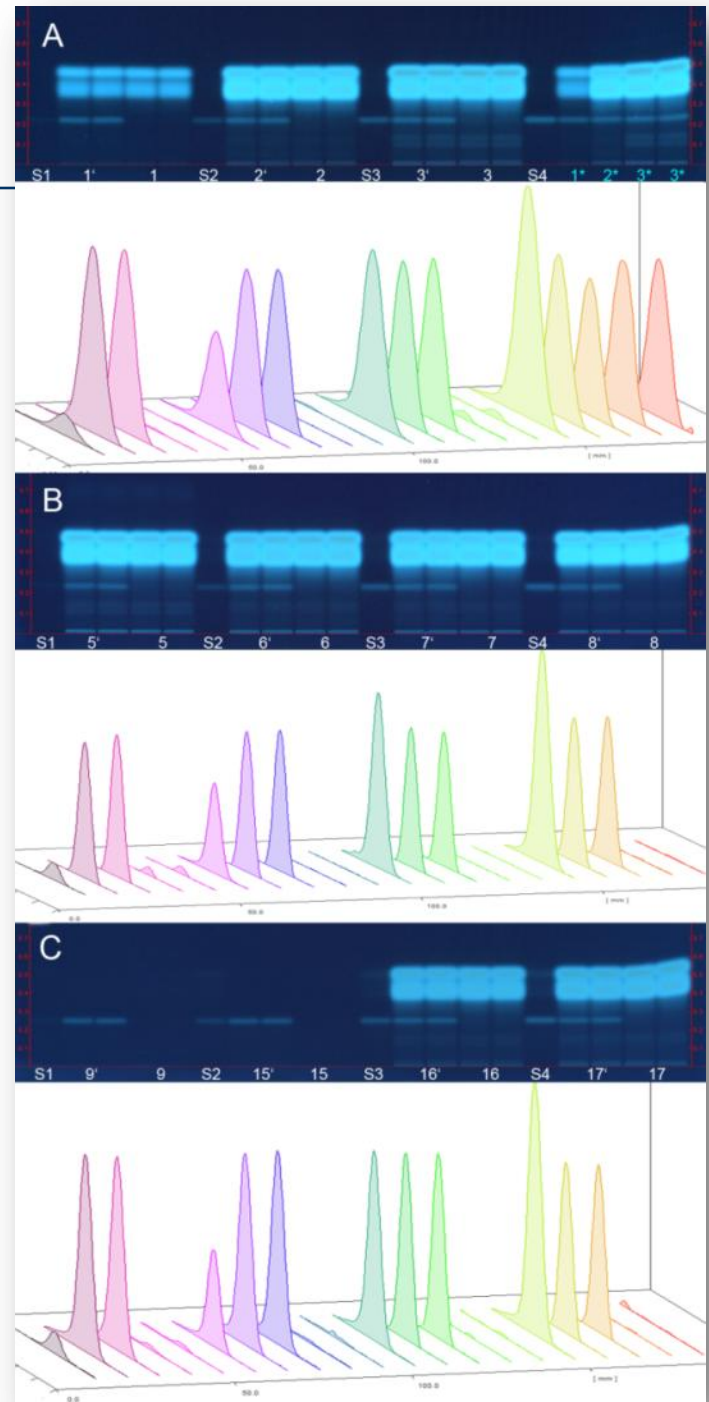 A
S1 1' 1 S2 2' 2 S3 3' 3 S4 1* 2* 3* 3*
50.0 100.0 [ mm ]
B
S1 5' 5 S2 6' 6 S3 7' 7 S4 8' 8
0.0 50.0 100.0 [ mm ]
C
S1 9' 9 S2 15' 15 S3 16' 16 S4 17' 17
0.0 50.0 100.0 [ mm ]